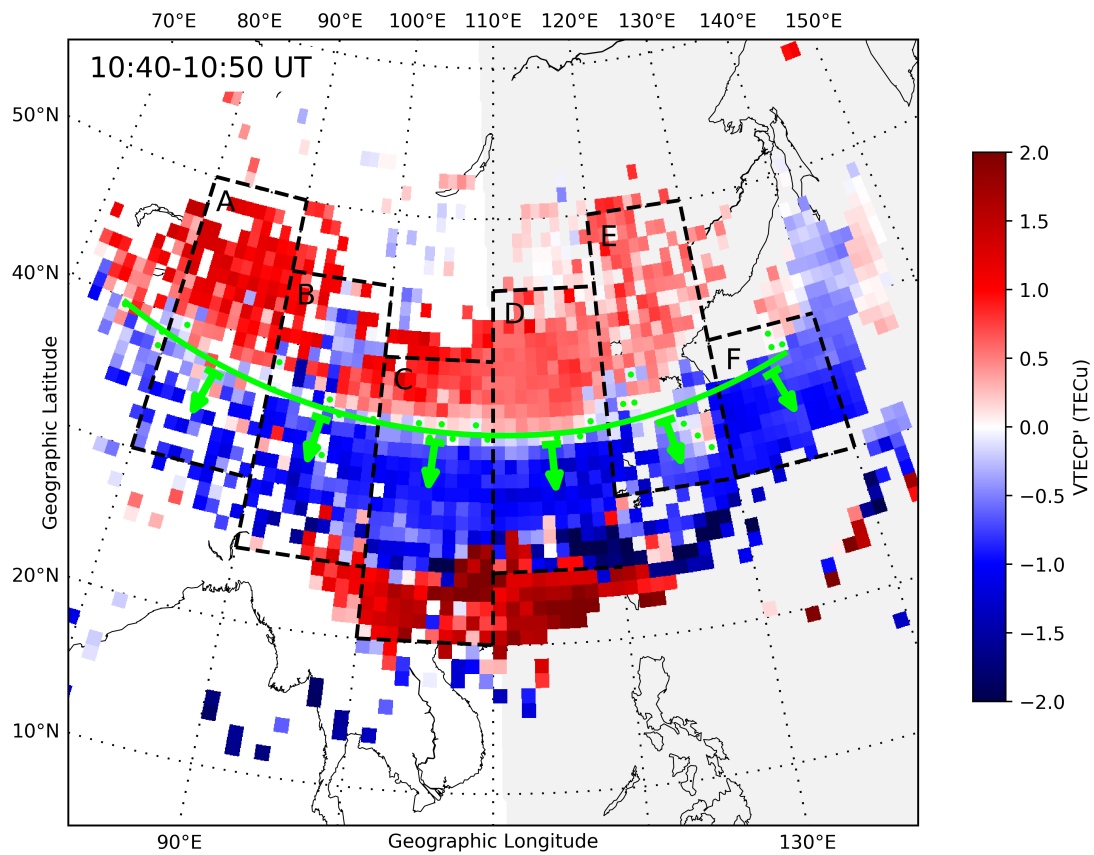 70°E 80°E 90°E 100°E 110°E 120°E 130°E 140°E 150°E
10:40-10:50 UT
50°N
40°N
20°N
10°N
Geographic Latitude
A
B
C
D
E
F
90°E
Geographic Longitude
130°E
2.0
1.5
1.0
0.5
0.0
−0.5
−1.0
−1.5
−2.0
VTECP' (TECu)